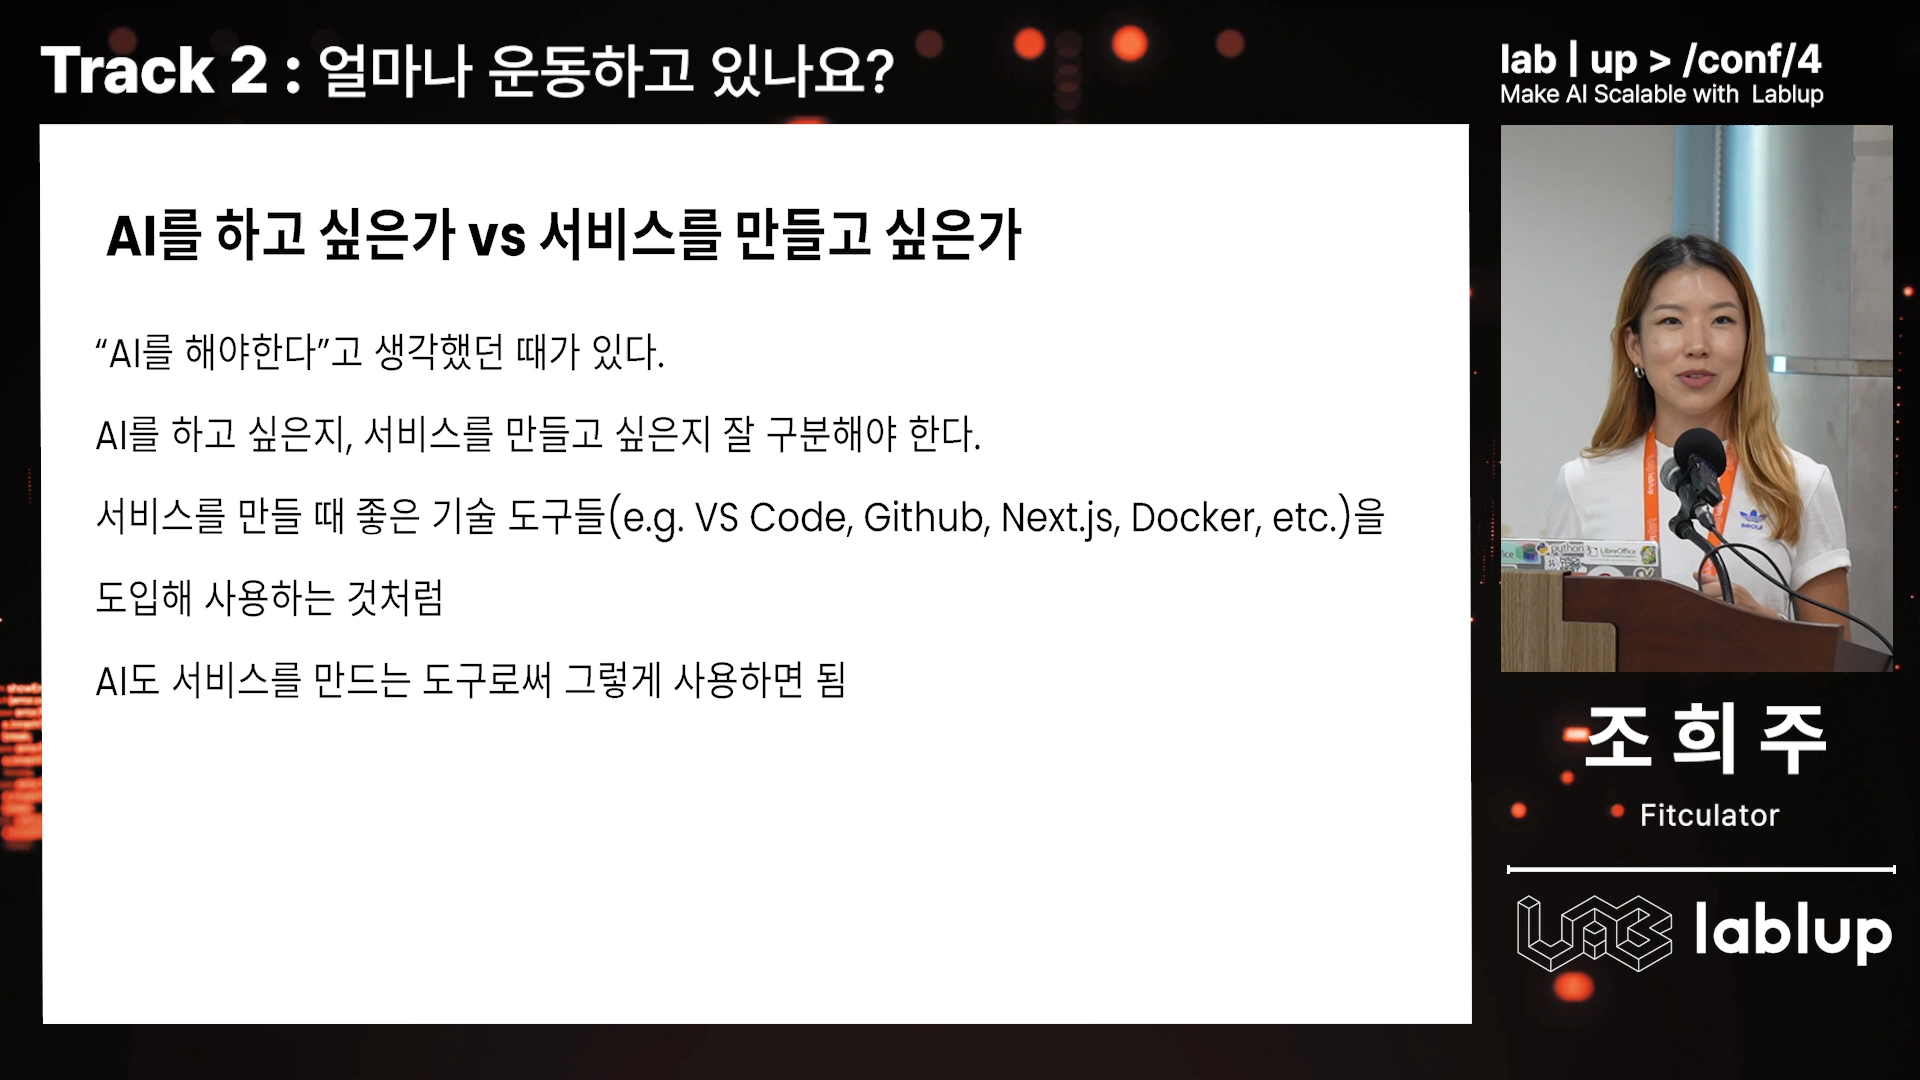 Track 2 : 얼마나 운동하고 있나요?
lab | up > /conf/4
Make AI Scalable with Lablup
AI를 하고 싶은가 vs 서비스를 만들고 싶은가
“AI를 해야한다”고 생각했던 때가 있다.
AI를 하고 싶은지, 서비스를 만들고 싶은지 잘 구분해야 한다.
서비스를 만들 때 좋은 기술 도구들(e.g. VS Code, Github, Next.js, Docker, etc.)을
도입해 사용하는 것처럼
AI도 서비스를 만드는 도구로써 그렇게 사용하면 됨
python
LibreOffice
seoul
조희주
Fitculator
LAB
lablup